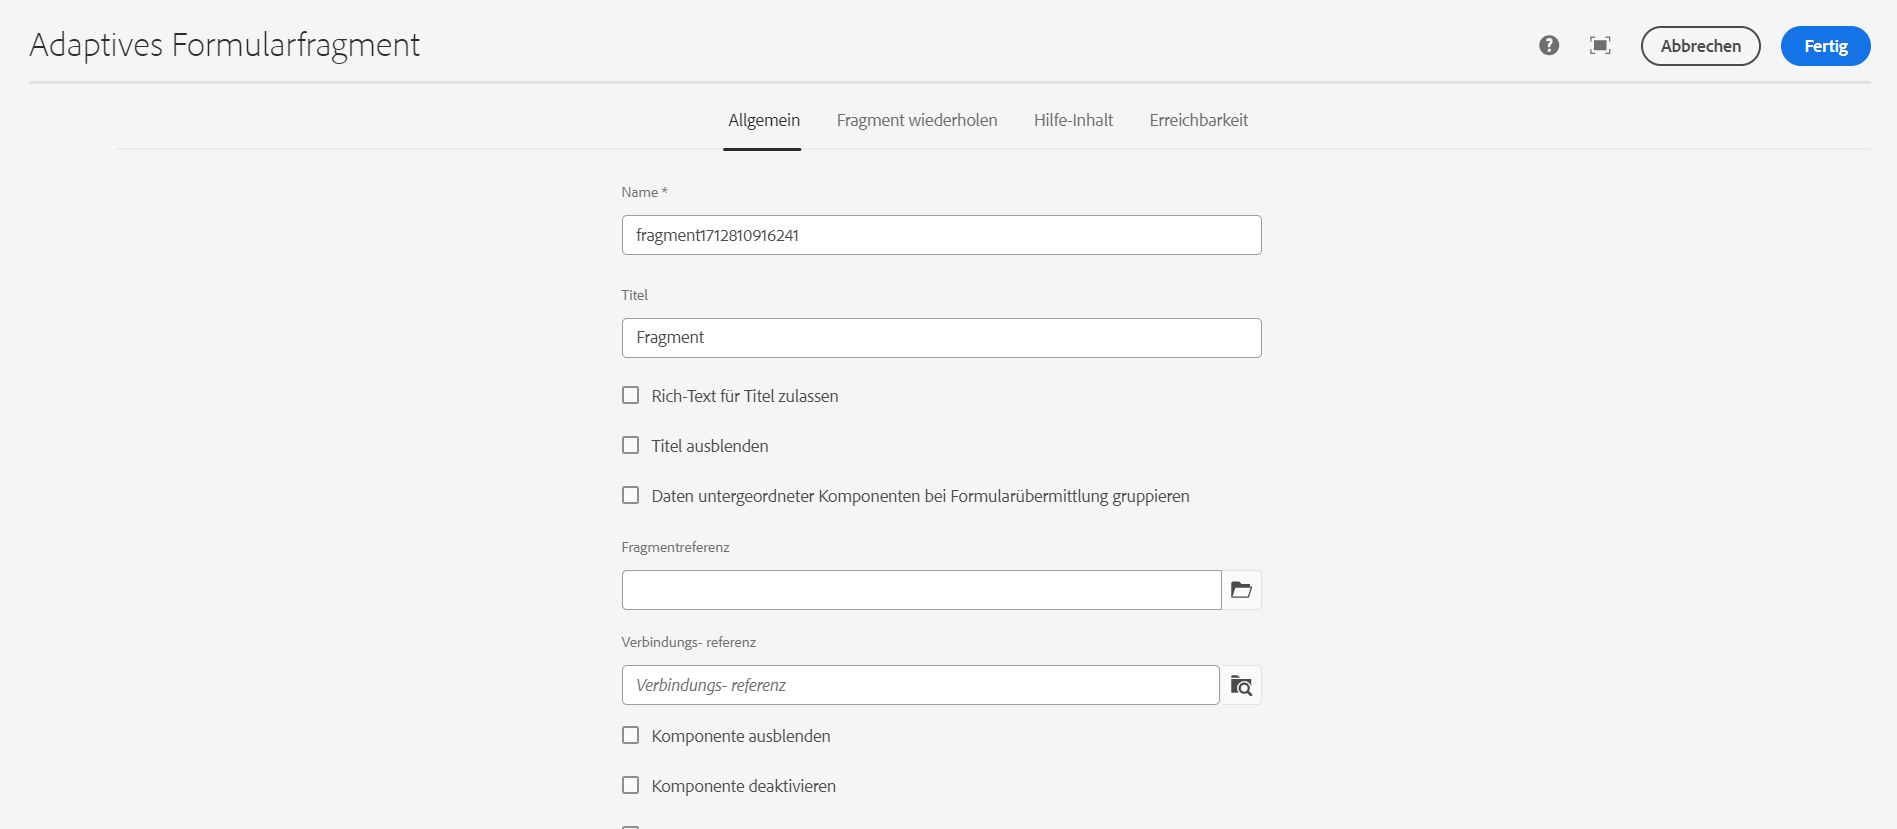 Adaptives Formularfragment
Abbrechen
Fertig
Allgemein
Fragment wiederholen
Hilfe-Inhalt
Erreichbarkeit
Name *
fragment1712810916241
Titel
Fragment
Rich-Text für Titel zulassen
Titel ausblenden
Daten untergeordneter Komponenten bei Formularübermittlung gruppieren
Fragmentreferenz
Verbindungs- referenz
Verbindungs- referenz
Komponente ausblenden
Komponente deaktivieren